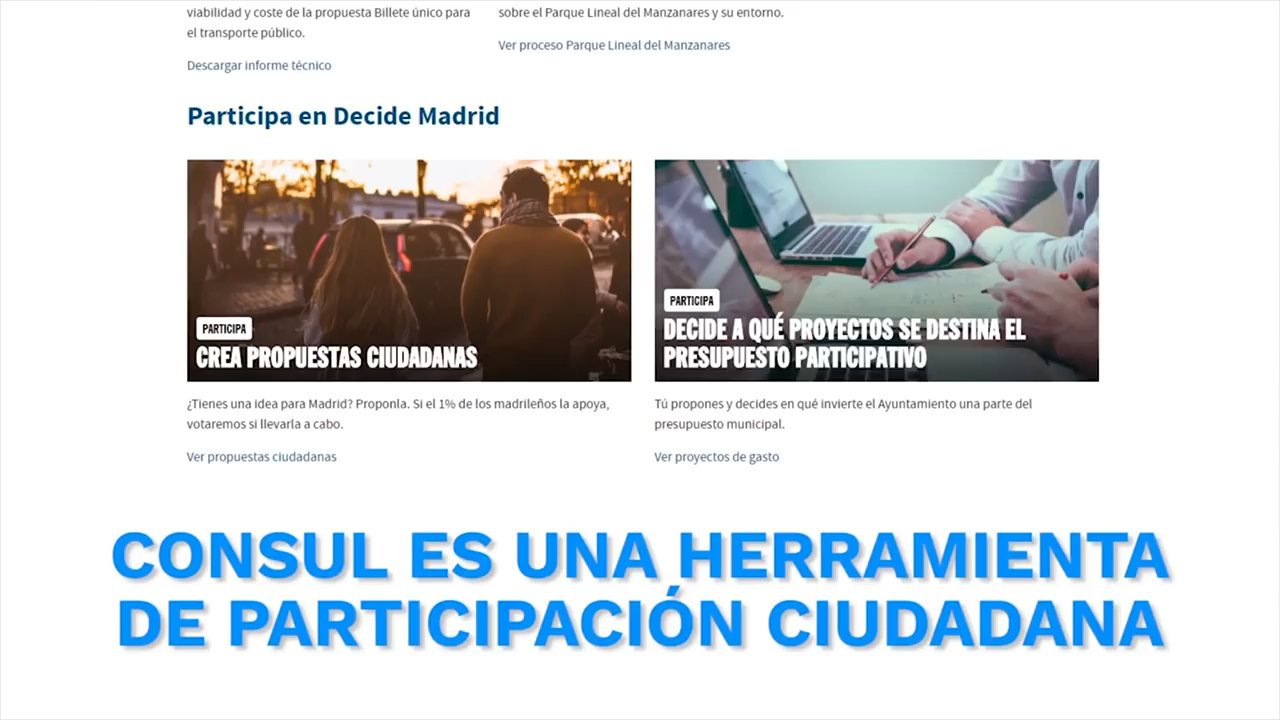 viabilidad y coste de la propuesta Billete único para
el transporte público.
Descargar informe técnico
sobre el Parque Lineal del Manzanares y su entorno.
Ver proceso Parque Lineal del Manzanares
Participa en Decide Madrid
PARTICIPA
CREA PROPUESTAS CIUDADANAS
¿Tienes una idea para Madrid? Proponla. Si el 1% de los madrileños la apoya,
votaremos si llevarla a cabo.
Ver propuestas ciudadanas
PARTICIPA
DECIDE A QUÉ PROYECTOS SE DESTINA EL
PRESUPUESTO PARTICIPATIVO
Tú propones y decides en qué invierte el Ayuntamiento una parte del
presupuesto municipal.
Ver proyectos de gasto
CONSUL ES UNA HERRAMIENTA
DE PARTICIPACIÓN CIUDADANA